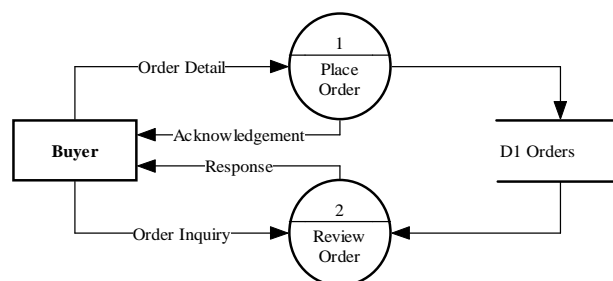 1
Place
Order
Order Detail
Acknowledgement
Buyer
D1 Orders
Response
2
Review
Order
Order Inquiry